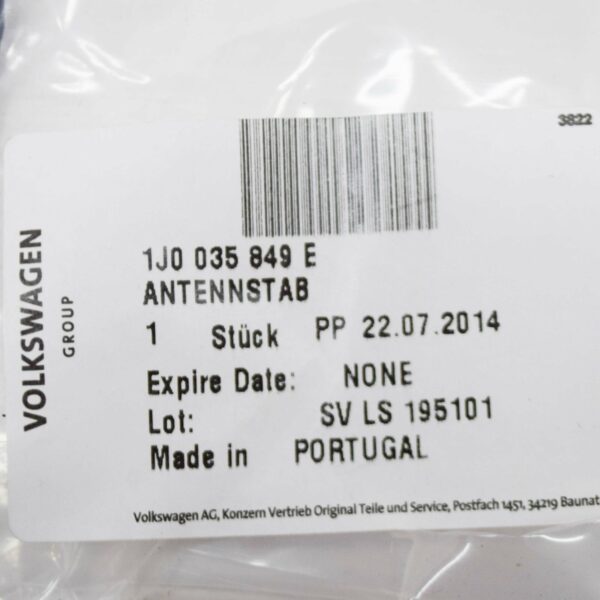 3822
VOLKSWAGEN
GROUP
1J0 035 849 E
ANTENNSTAB
1 Stück PP 22.07.2014
Expire Date: NONE
Lot: SV LS 195101
Made in PORTUGAL
Volkswagen AG, Konzern Vertrieb Original Teile und Service, Postfach 1451, 34219 Baunat